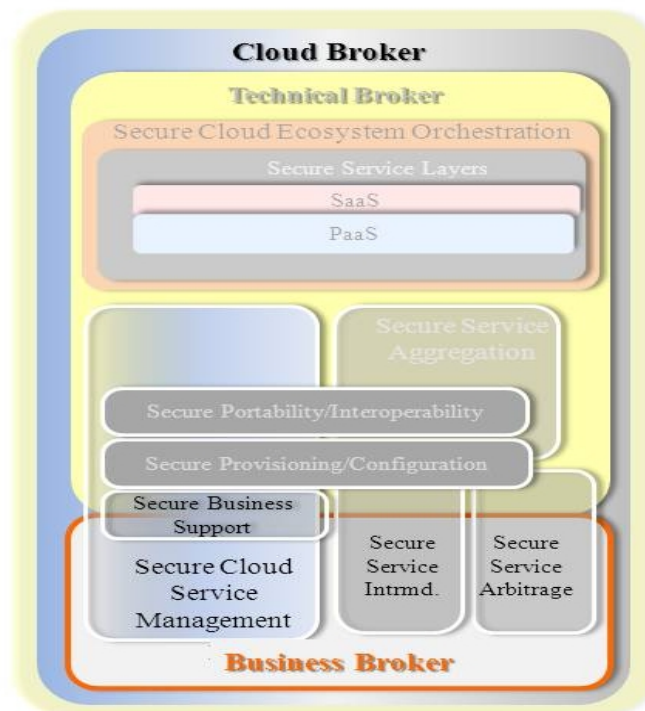 Cloud Broker
Technical Broker
Secure Cloud Ecosystem Orchestration
Secure Service Layers
SaaS
PaaS
Secure Service
Aggregation
Secure Portability/Interoperability
Secure Provisioning/Configuration
Secure Business
Support
Secure Cloud
Service
Management
Secure
Service
Intrmd.
Secure
Service
Arbitrage
Business Broker